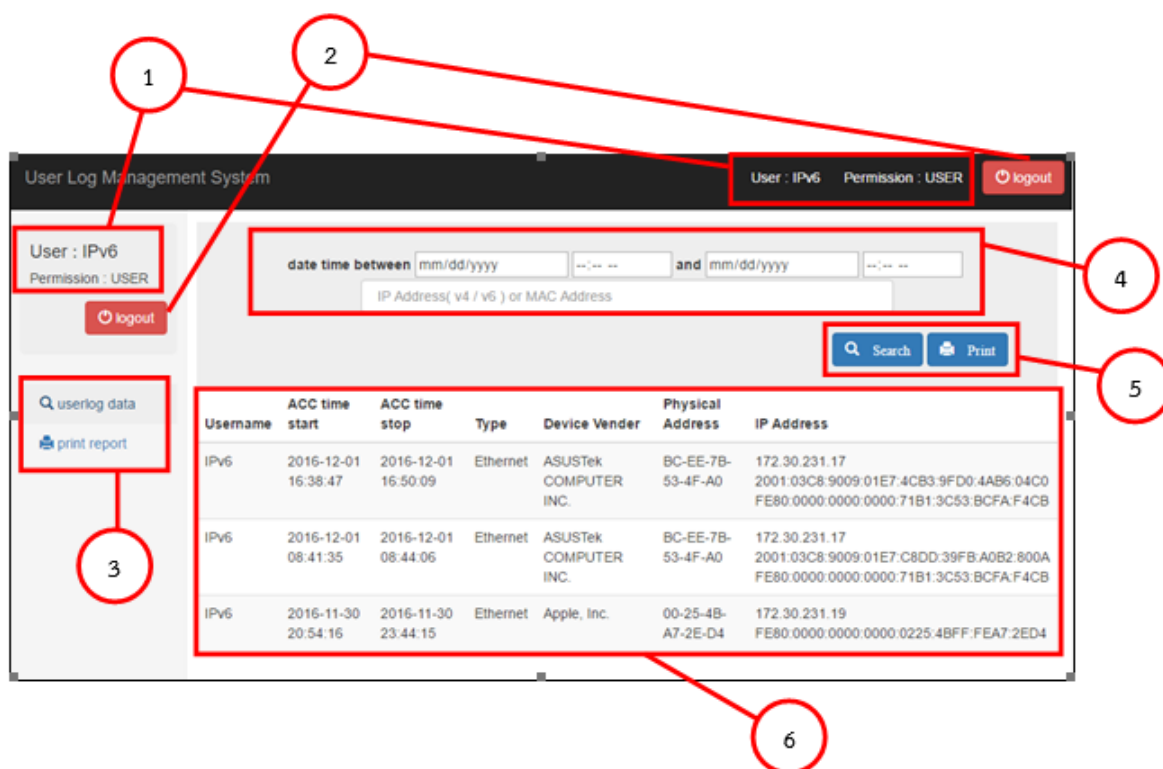 1
2
User Log Management System
User : IPv6 Permission : USER logout
User : IPv6
Permission : USER
logout
date time between mm/dd/yyyy --:-- -- and mm/dd/yyyy --:-- --
IP Address( v4 / v6 ) or MAC Address
4
Search Print
5
userlog data
print report
3
Username ACC time start ACC time stop Type Device Vender Physical Address IP Address
IPv6 2016-12-01 2016-12-01 Ethernet ASUSTek BC-EE-7B- 172.30.231.17
16:38:47 16:50:09 COMPUTER 53-4F-A0 2001:03C8:9009:01E7:4CB3:9FD0:4AB6:04C0
INC. FE80:0000:0000:0000:71B1:3C53:BCFA:F4CB
IPv6 2016-12-01 2016-12-01 Ethernet ASUSTek BC-EE-7B- 172.30.231.17
08:41:35 08:44:06 COMPUTER 53-4F-A0 2001:03C8:9009:01E7:C8DD:39FB:A0B2:800A
INC. FE80:0000:0000:0000:71B1:3C53:BCFA:F4CB
IPv6 2016-11-30 2016-11-30 Ethernet Apple, Inc. 00-25-4B- 172.30.231.19
20:54:16 23:44:15 A7-2E-D4 FE80:0000:0000:0000:0225:4BFF:FEA7:2ED4
6